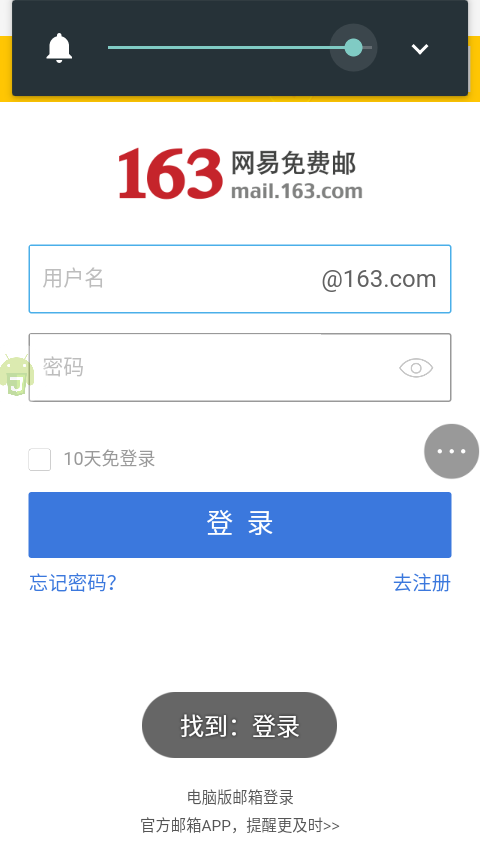 163 网易免费邮
mail.163.com
用户名 @163.com
密码
J
10天免登录
登 录
忘记密码? 去注册
找到：登录
电脑版邮箱登录
官方邮箱APP，提醒更及时>>